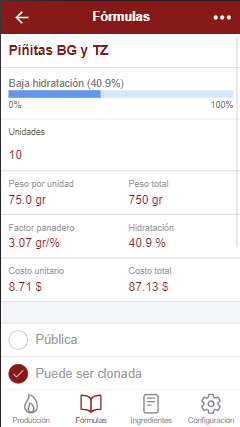 Fórmulas
Piñitas BG y TZ
Baja hidratación (40.9%)
0% 100%
Unidades
10
Peso por unidad Peso total
75.0 gr 750 gr
Factor panadero Hidratación
3.07 gr/% 40.9 %
Costo unitario Costo total
8.71 $ 87.13 $
Pública
Puede ser clonada
Producción Fórmulas Ingredientes Configuración